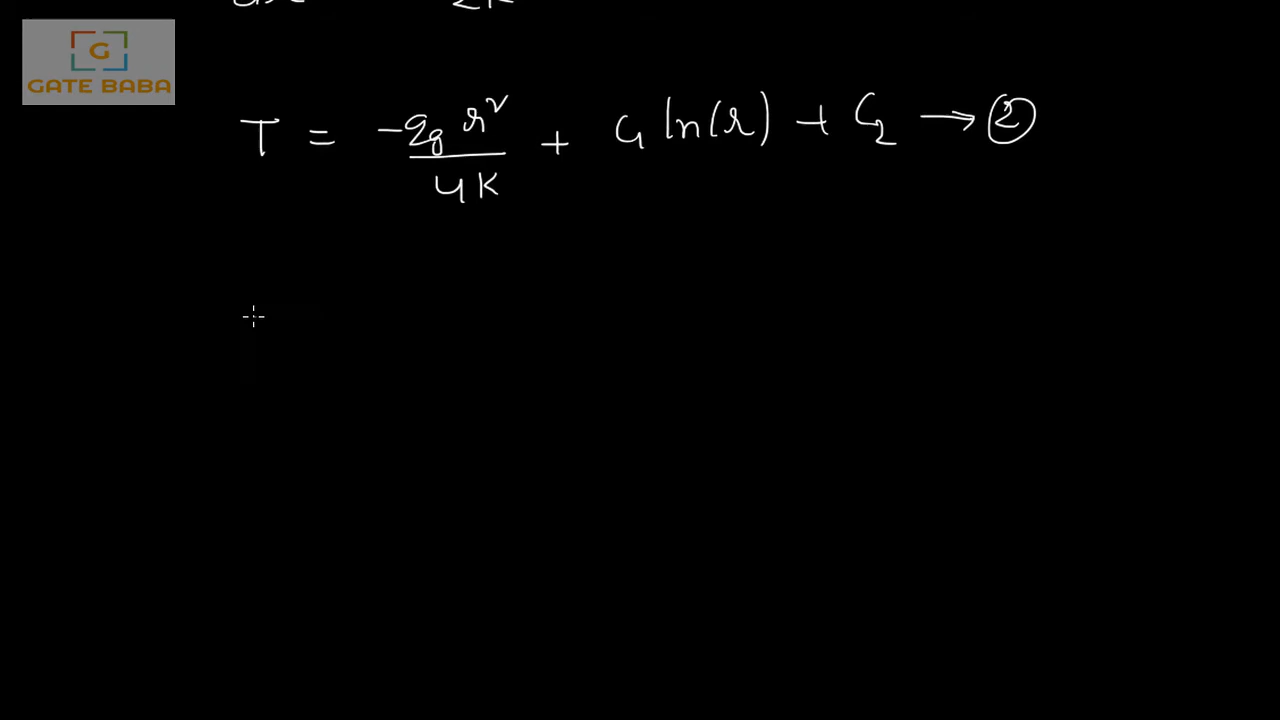 G
GATE BABA
T = -q_g r² / 4K + C₁ ln(r) + C₂ → ②